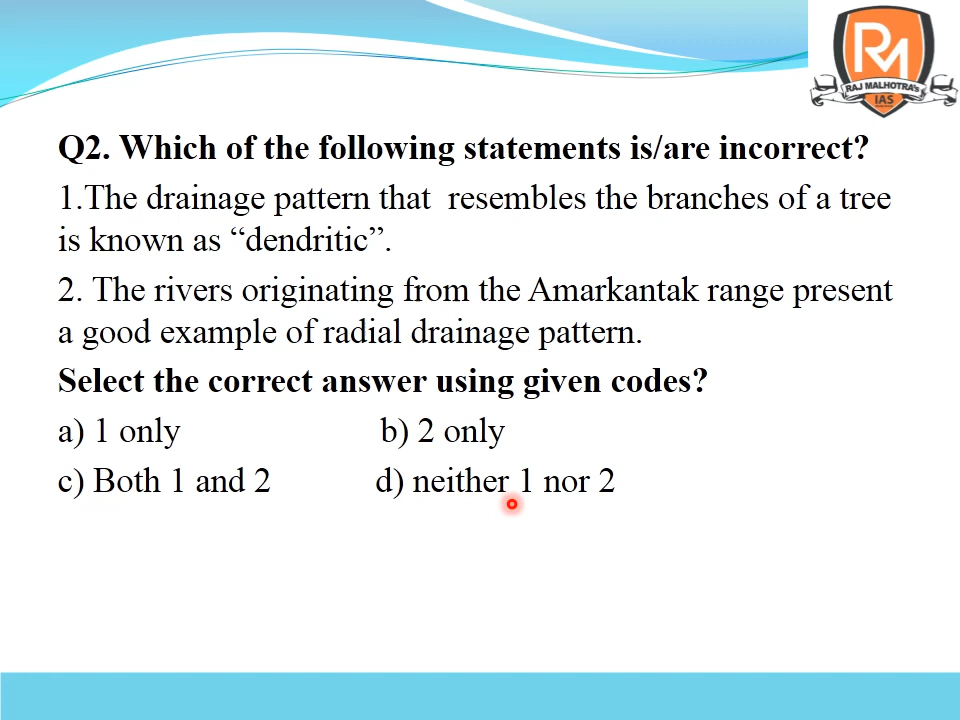 RM
RAJ MALHOTRA's
IAS
Q2. Which of the following statements is/are incorrect?
1.The drainage pattern that  resembles the branches of a tree
is known as “dendritic”.
2. The rivers originating from the Amarkantak range present
a good example of radial drainage pattern.
Select the correct answer using given codes?
a) 1 only b) 2 only
c) Both 1 and 2 d) neither 1 nor 2